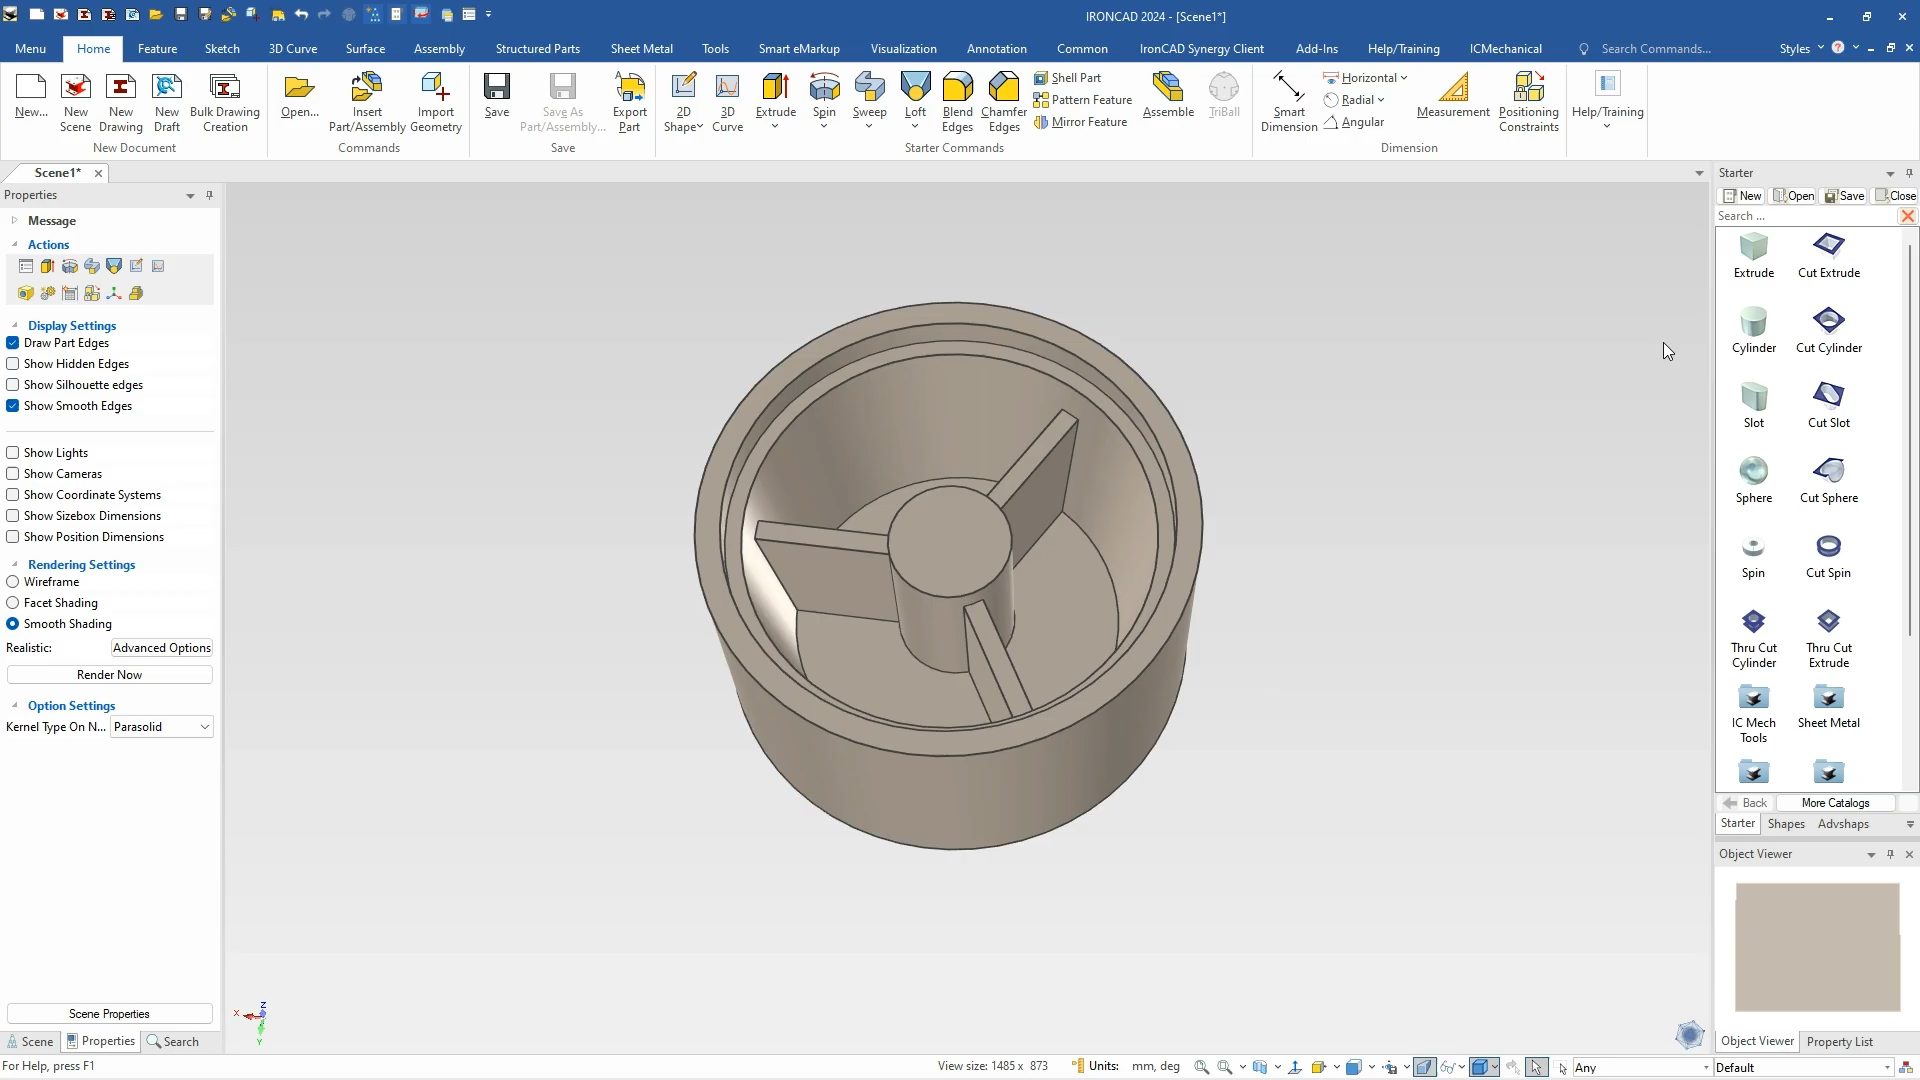 IRONCAD 2024 - [Scene1*]
Menu Home Feature Sketch 3D Curve Surface Assembly Structured Parts Sheet Metal Tools Smart eMarkup Visualization Annotation Common IronCAD Synergy Client Add-Ins Help/Training ICMechanical Search Commands... Styles
New... New Scene New Drawing New Draft Bulk Drawing Creation
New Document
Open... Insert Part/Assembly Import Geometry
Commands
Save Save As Part/Assembly... Export Part
Save
2D Shape 3D Curve Extrude Spin Sweep Loft Blend Edges Chamfer Edges
Shell Part
Pattern Feature
Mirror Feature
Assemble TriBall
Starter Commands
Smart Dimension
Horizontal
Radial
Angular
Measurement Positioning Constraints
Dimension
Help/Training
Scene1*
Properties
Message
Actions
Display Settings
Draw Part Edges
Show Hidden Edges
Show Silhouette edges
Show Smooth Edges
Show Lights
Show Cameras
Show Coordinate Systems
Show Sizebox Dimensions
Show Position Dimensions
Rendering Settings
Wireframe
Facet Shading
Smooth Shading
Realistic: Advanced Options
Render Now
Option Settings
Kernel Type On N... Parasolid
Scene Properties
Scene Properties Search
X Z Y
Starter
New Open Save Close
Search ...
Extrude Cut Extrude
Cylinder Cut Cylinder
Slot Cut Slot
Sphere Cut Sphere
Spin Cut Spin
Thru Cut Cylinder Thru Cut Extrude
IC Mech Tools Sheet Metal
Back More Catalogs
Starter Shapes Advshaps
Object Viewer
Object Viewer Property List
For Help, press F1 View size: 1485 x 873 Units: mm, deg Any Default